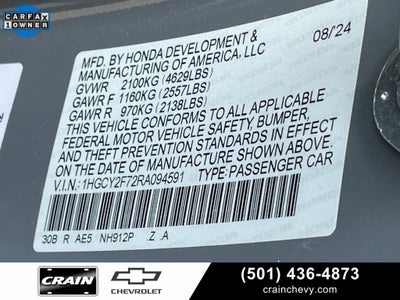 CARFAX
1 OWNER
MFD. BY HONDA DEVELOPMENT & 08/24
MANUFACTURING OF AMERICA, LLC
GVWR 2100KG (4629LBS)
GAWR F 1160KG (2557LBS)
GAWR R 970KG (2138LBS)
THIS VEHICLE CONFORMS TO ALL APPLICABLE
FEDERAL MOTOR VEHICLE SAFETY, BUMPER,
AND THEFT PREVENTION STANDARDS IN EFFECT
ON THE DATE OF MANUFACTURE SHOWN ABOVE.
V.I.N.: 1HGCY2F72RA094591 TYPE: PASSENGER CAR
30B R AE5 NH912P .Z .A
CRAIN
CHEVROLET
(501) 436-4873
crainchevy.com